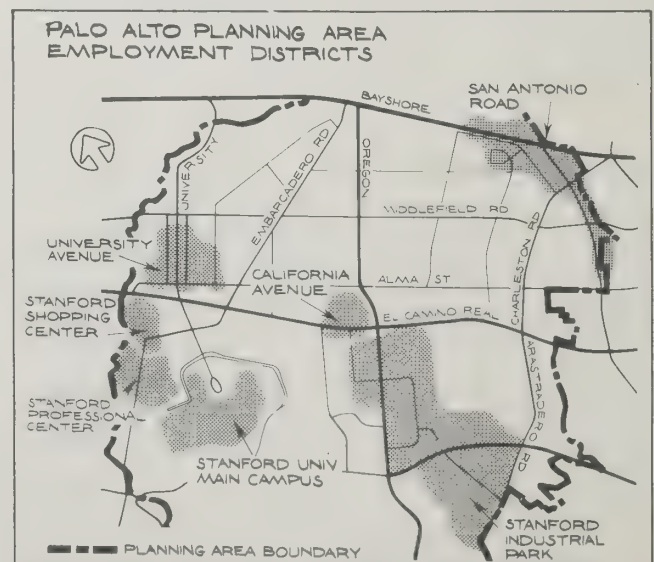 PALO ALTO PLANNING AREA
EMPLOYMENT DISTRICTS
SAN ANTONIO
ROAD
BAYSHORE
UNIVERSITY
EMBARCADERO RD
OREGON
MIDDLEFIELD RD
CHARLESTON RD
UNIVERSITY
AVENUE
CALIFORNIA
AVENUE
ALMA ST
EL CAMINO REAL
STANFORD
SHOPPING
CENTER
ARASTRADERO RD
STANFORD
PROFESSIONAL
CENTER
STANFORD UNIV
MAIN CAMPUS
STANFORD
INDUSTRIAL
PARK
PLANNING AREA BOUNDARY